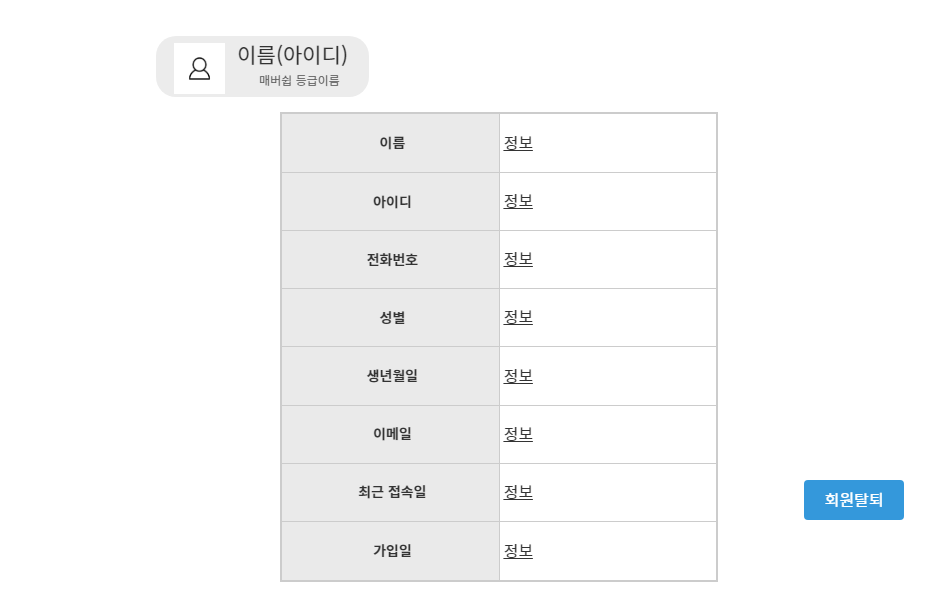 이름(아이디)
매버쉽 등급이름
이름 정보
아이디 정보
전화번호 정보
성별 정보
생년월일 정보
이메일 정보
최근 접속일 정보
회원탈퇴
가입일 정보